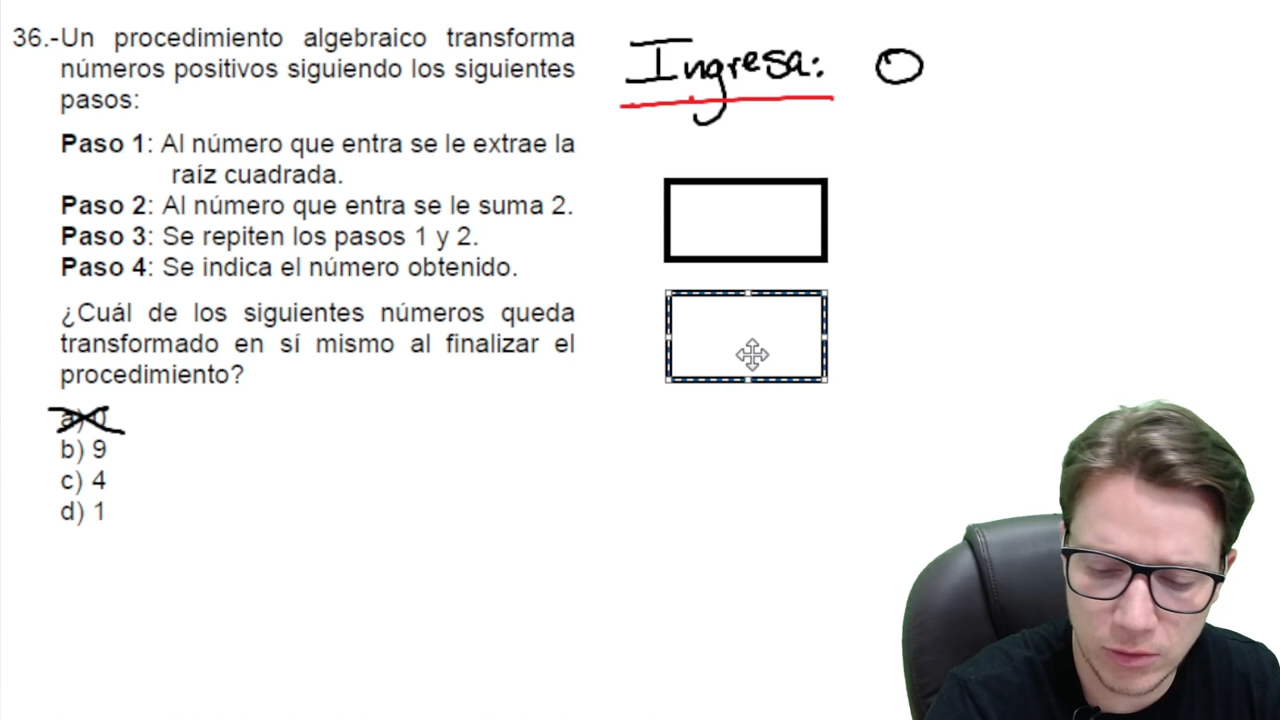 36.-Un procedimiento algebraico transforma
números positivos siguiendo los siguientes
pasos:
Paso 1: Al número que entra se le extrae la
raíz cuadrada.
Paso 2: Al número que entra se le suma 2.
Paso 3: Se repiten los pasos 1 y 2.
Paso 4: Se indica el número obtenido.
¿Cuál de los siguientes números queda
transformado en sí mismo al finalizar el
procedimiento?
a) 0
b) 9
c) 4
d) 1
Ingresa: 0